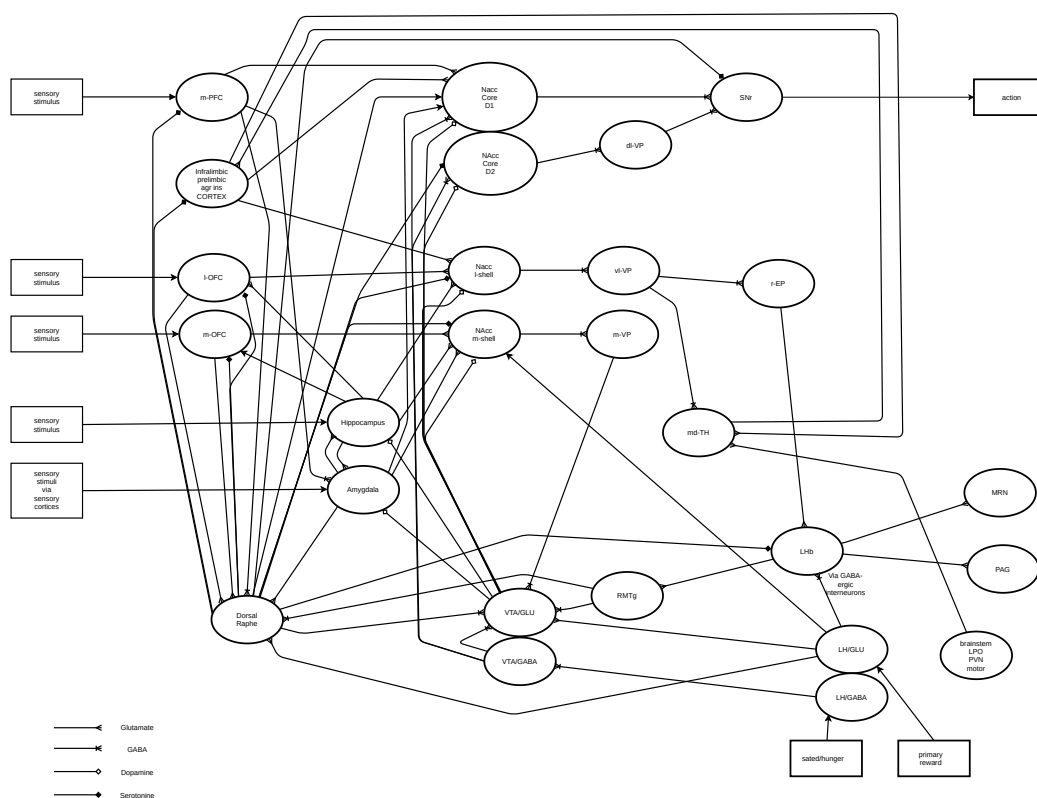 sensory
stimulus
m-PFC
Nacc
Core
D1
SNr
action
NAcc
Core
D2
dl-VP
Infralimbic
prelimbic
agr ins
CORTEX
sensory
stimulus
l-OFC
Nacc
l-shell
vl-VP
r-EP
sensory
stimulus
m-OFC
NAcc
m-shell
m-VP
sensory
stimulus
Hippocampus
md-TH
sensory
stimuli
via
sensory
cortices
Amygdala
MRN
LHb
PAG
Via GABA-
ergic
interneurons
RMTg
Dorsal
Raphe
VTA/GLU
VTA/GABA
LH/GLU
LH/GABA
brainstem
LPO
PVN
motor
sated/hunger
primary
reward
Glutamate
GABA
Dopamine
Serotonine